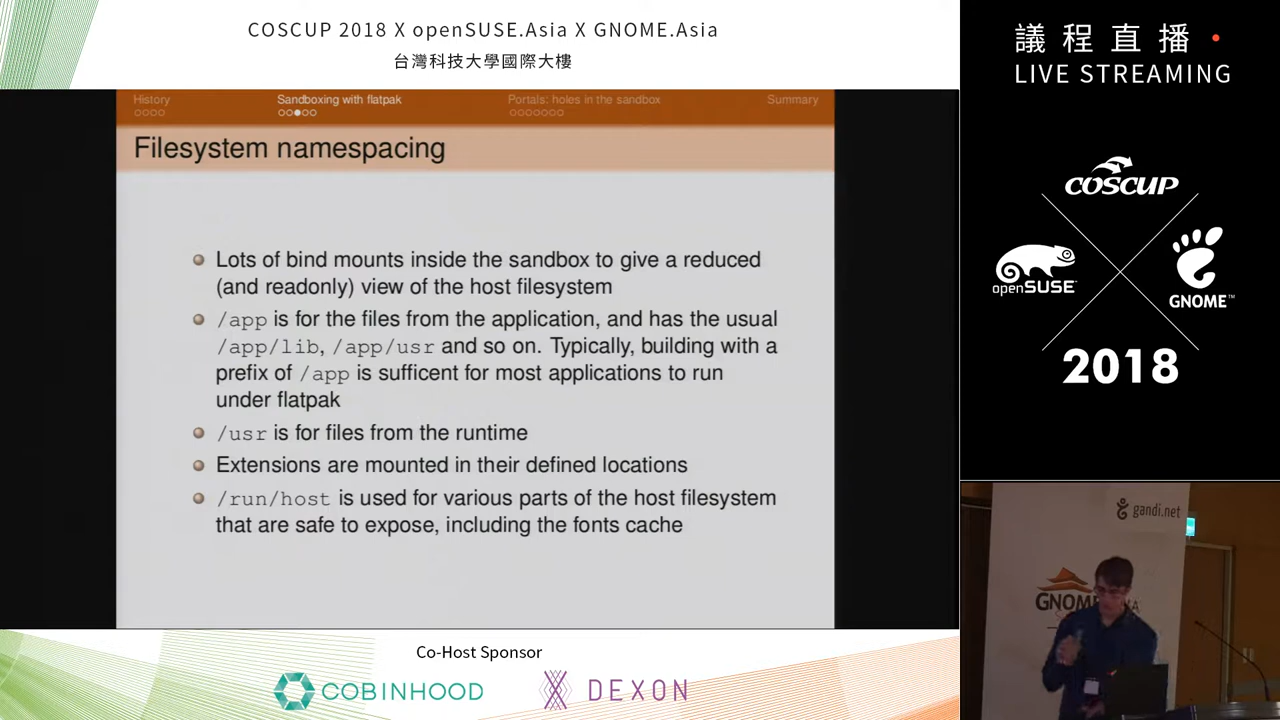 COSCUP 2018 X openSUSE.Asia X GNOME.Asia
台灣科技大學國際大樓
議程直播
LIVE STREAMING
History
Sandboxing with flatpak
Portals: holes in the sandbox
Summary
Filesystem namespacing
Lots of bind mounts inside the sandbox to give a reduced
(and readonly) view of the host filesystem
/app is for the files from the application, and has the usual
/app/lib, /app/usr and so on. Typically, building with a
prefix of /app is sufficent for most applications to run
under flatpak
/usr is for files from the runtime
Extensions are mounted in their defined locations
/run/host is used for various parts of the host filesystem
that are safe to expose, including the fonts cache
COSCUP
openSUSE
GNOME™
2018
gandi.net
Co-Host Sponsor
COBINHOOD
DEXON